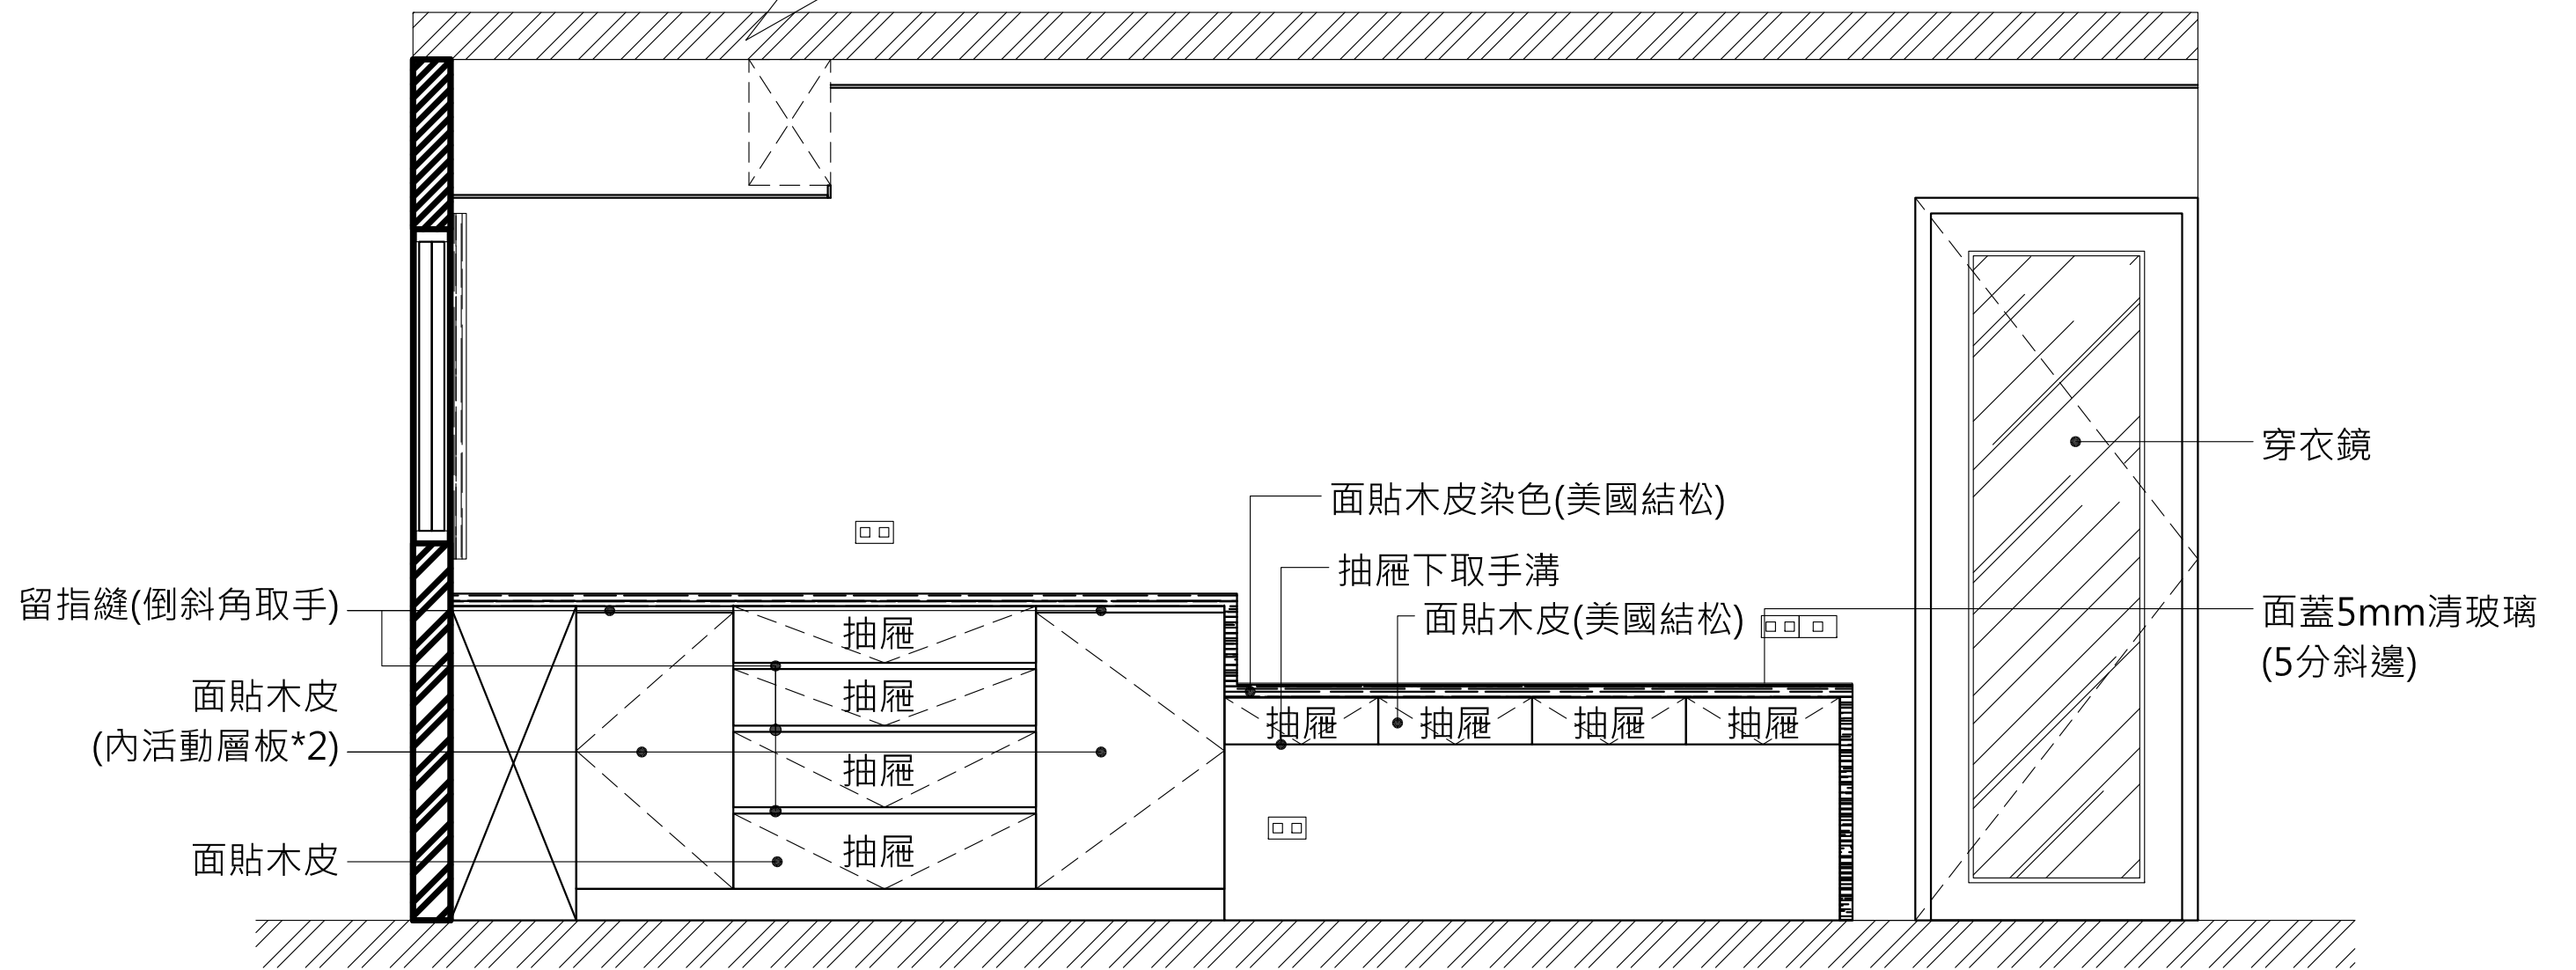 穿衣鏡
面貼木皮染色(美國結松)
抽屜下取手溝
面貼木皮(美國結松)
留指縫(倒斜角取手)
面蓋5mm清玻璃
(5分斜邊)
抽屜
抽屜
面貼木皮
(內活動層板*2)
抽屜 抽屜 抽屜 抽屜
抽屜
抽屜
面貼木皮